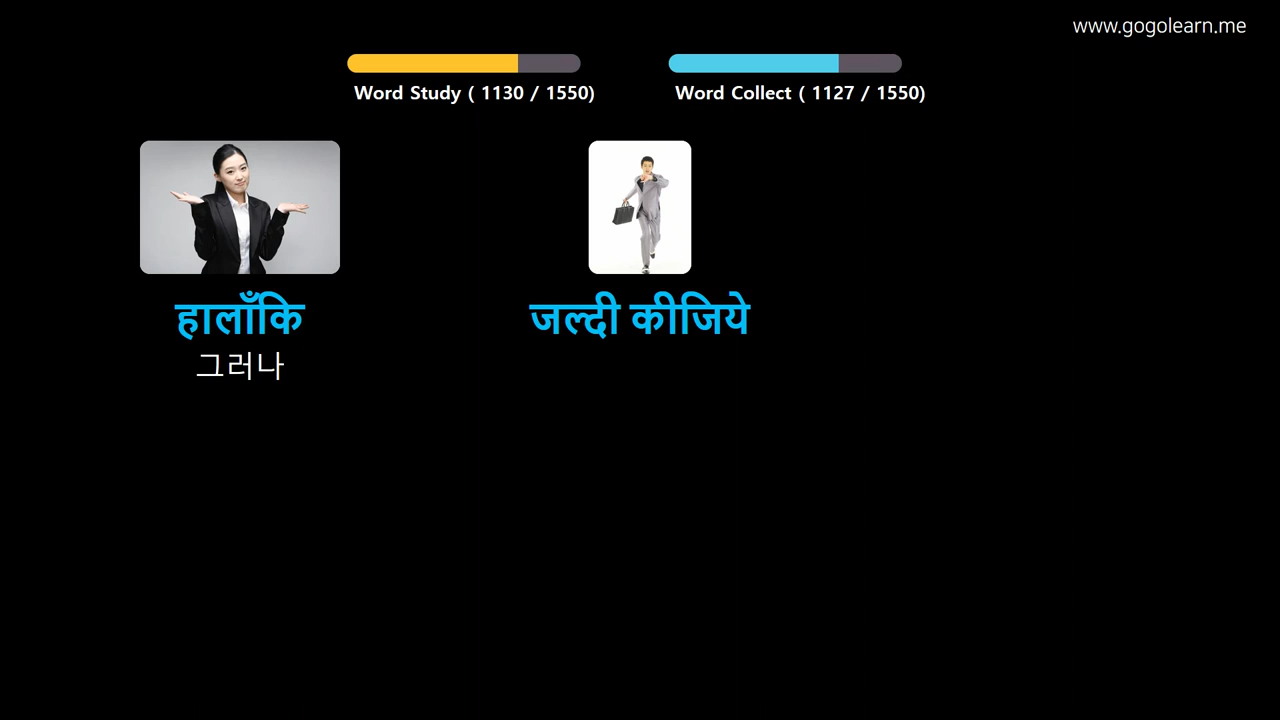 www.gogolearn.me
Word Study ( 1130 / 1550)
Word Collect ( 1127 / 1550)
हालाँकि
जल्दी कीजिये
그러나